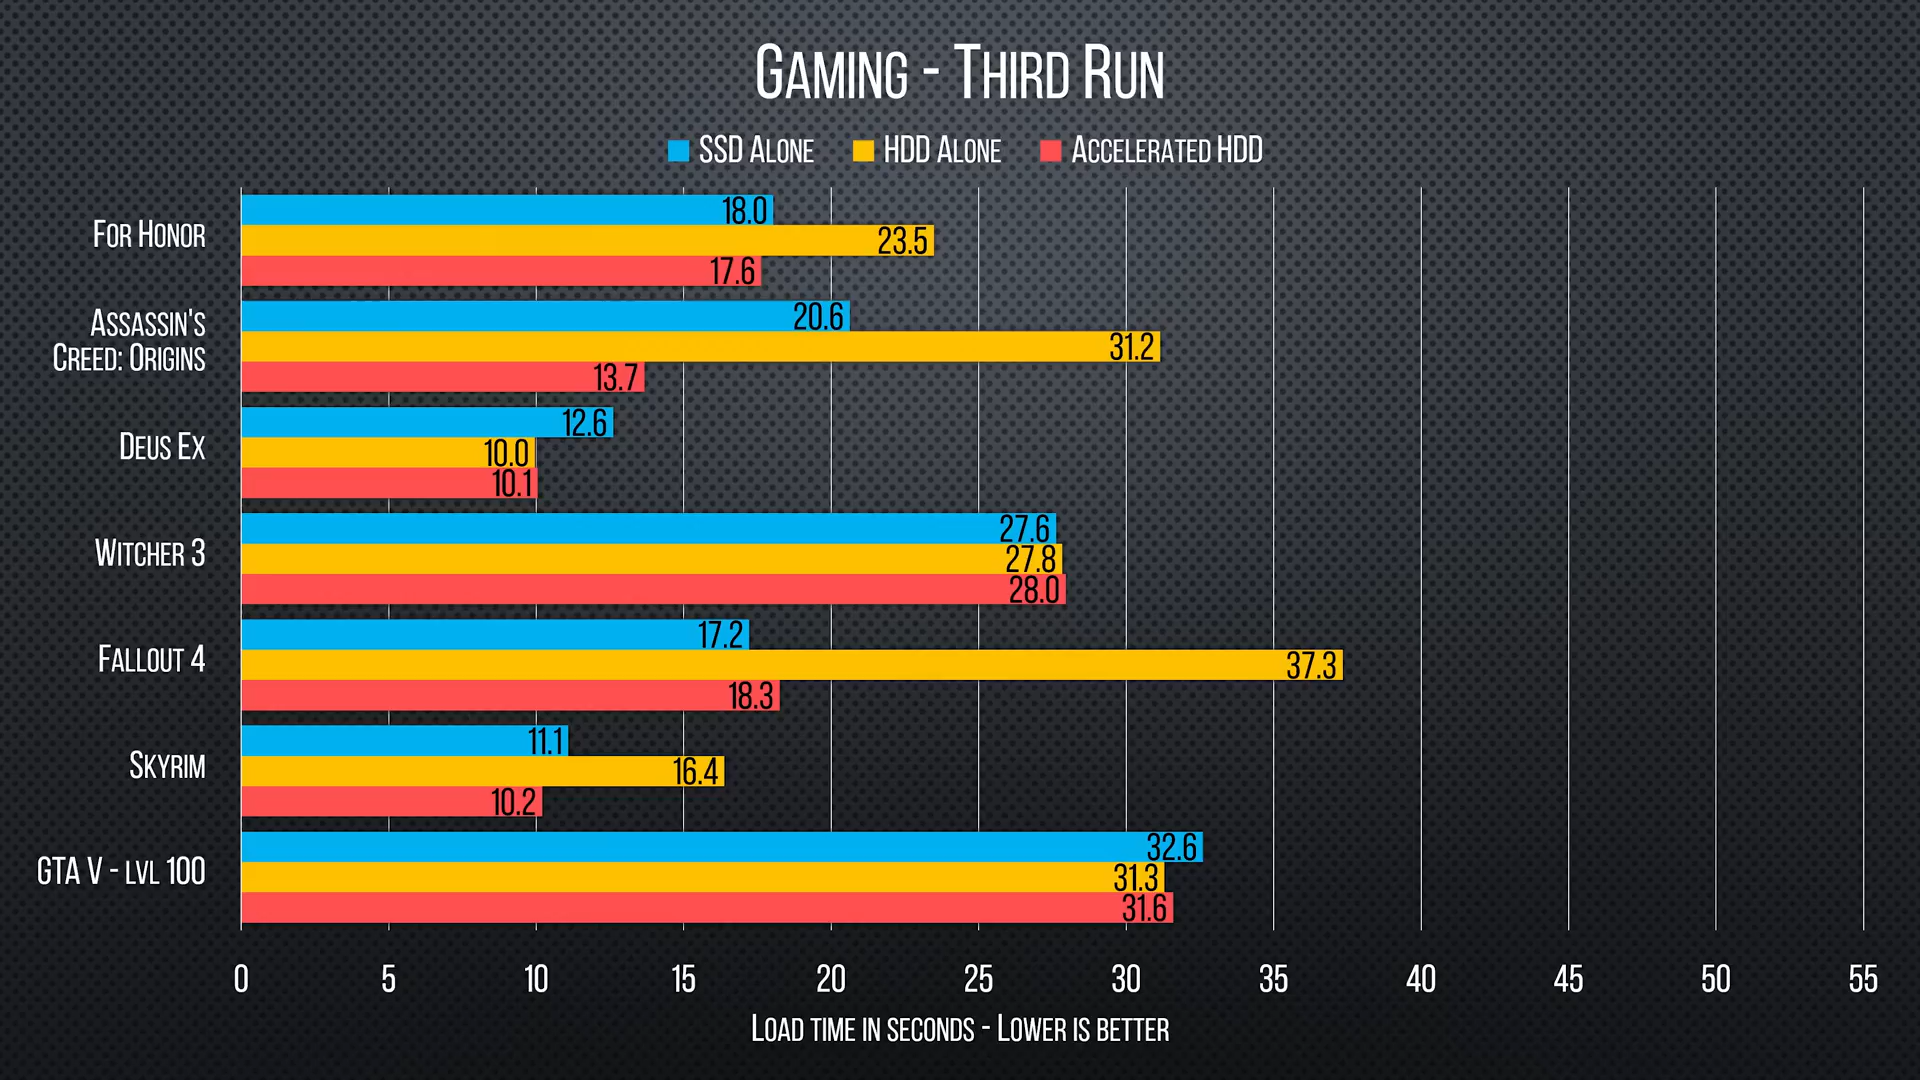 Gaming - Third Run
SSD Alone HDD Alone Accelerated HDD
For Honor
18.0
23.5
17.6
Assassin's
Creed: Origins
20.6
31.2
13.7
Deus Ex
12.6
10.0
10.1
Witcher 3
27.6
27.8
28.0
Fallout 4
17.2
37.3
18.3
Skyrim
11.1
16.4
10.2
GTA V - lvl 100
32.6
31.3
31.6
0 5 10 15 20 25 30 35 40 45 50 55
Load time in seconds - Lower is better